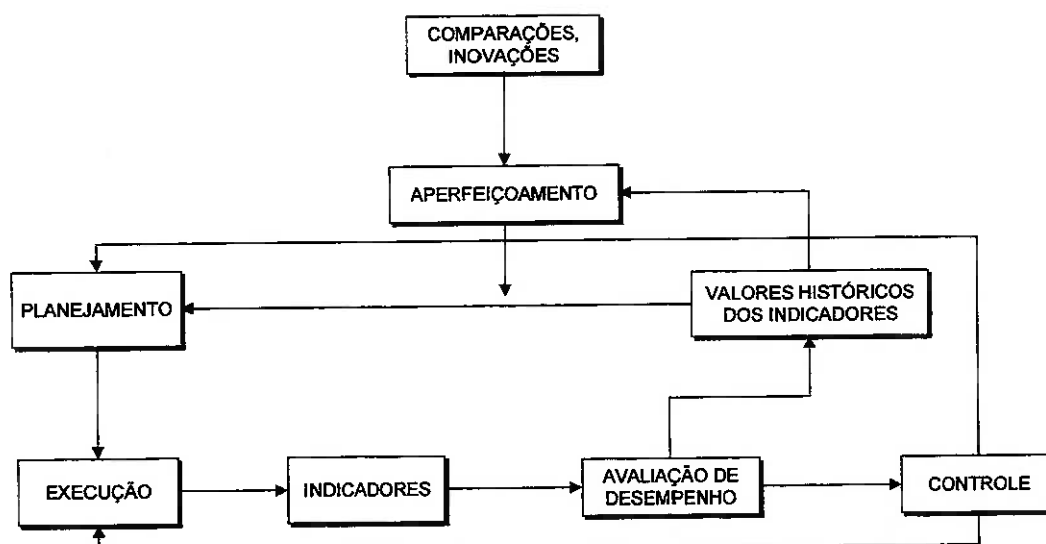 COMPARAÇÕES,
INOVAÇÕES
APERFEIÇOAMENTO
PLANEJAMENTO
VALORES HISTÓRICOS
DOS INDICADORES
EXECUÇÃO
INDICADORES
AVALIAÇÃO DE
DESEMPENHO
CONTROLE